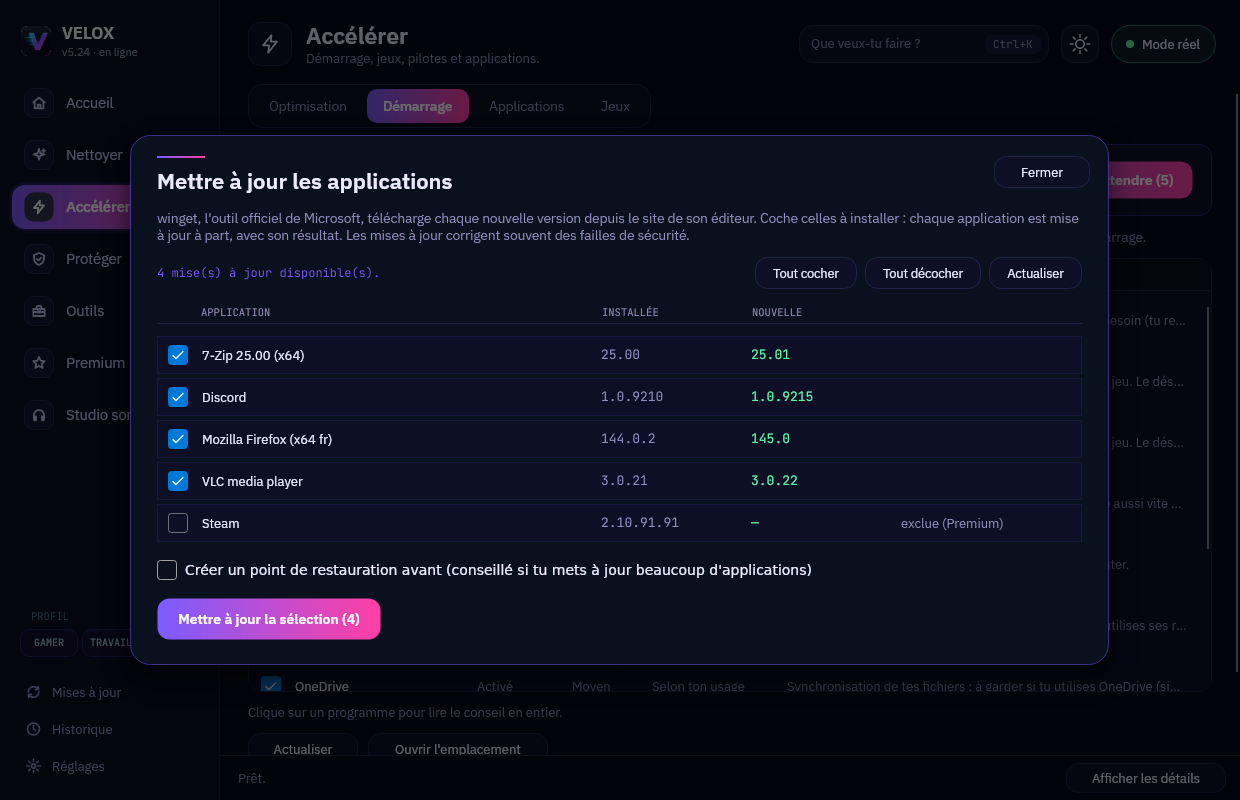 VELOX
v5.24 · en ligne
Accueil
Nettoyer
Accélérer
Protéger
Outils
Premium
Studio son
PROFIL
GAMER
TRAVAIL
Mises à jour
Historique
Réglages
Accélérer
Démarrage, jeux, pilotes et applications.
Que veux-tu faire ?
Ctrl+K
Mode réel
Optimisation
Démarrage
Applications
Jeux
tendre (5)
rrage.
Mettre à jour les applications
Fermer
winget, l'outil officiel de Microsoft, télécharge chaque nouvelle version depuis le site de son éditeur. Coche celles à installer : chaque application est mise
à jour à part, avec son résultat. Les mises à jour corrigent souvent des failles de sécurité.
4 mise(s) à jour disponible(s).
Tout cocher
Tout décocher
Actualiser
APPLICATION INSTALLÉE NOUVELLE
7-Zip 25.00 (x64) 25.00 25.01
Discord 1.0.9210 1.0.9215
Mozilla Firefox (x64 fr) 144.0.2 145.0
VLC media player 3.0.21 3.0.22
Steam 2.10.91.91 — exclue (Premium)
Créer un point de restauration avant (conseillé si tu mets à jour beaucoup d'applications)
Mettre à jour la sélection (4)
esoin (tu re...
jeu. Le dés...
jeu. Le dés...
aussi vite ...
ter.
utilises ses r...
OneDrive Activé Moyen Selon ton usage Synchronisation de tes fichiers : à garder si tu utilises OneDrive (si...
Clique sur un programme pour lire le conseil en entier.
Actualiser
Ouvrir l'emplacement
Prêt.
Afficher les détails